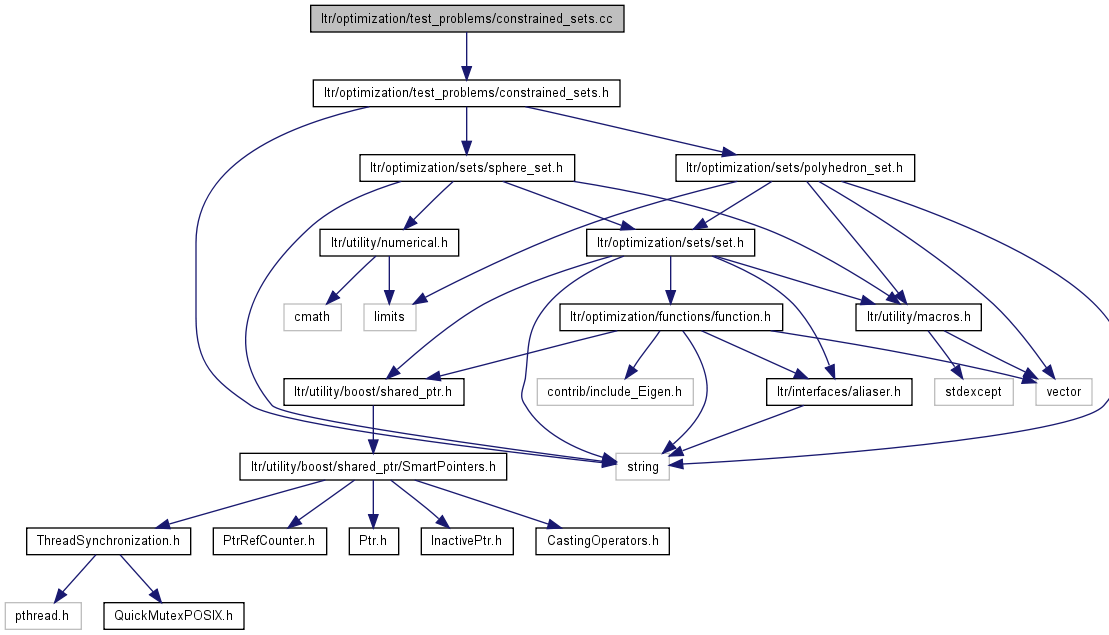 ltr/optimization/test_problems/constrained_sets.cc
ltr/optimization/test_problems/constrained_sets.h
ltr/optimization/sets/sphere_set.h
ltr/optimization/sets/polyhedron_set.h
ltr/utility/numerical.h
ltr/optimization/sets/set.h
cmath
limits
ltr/optimization/functions/function.h
ltr/utility/macros.h
ltr/utility/boost/shared_ptr.h
contrib/include_Eigen.h
ltr/interfaces/aliaser.h
stdexcept
vector
ltr/utility/boost/shared_ptr/SmartPointers.h
string
ThreadSynchronization.h
PtrRefCounter.h
Ptr.h
InactivePtr.h
CastingOperators.h
pthread.h
QuickMutexPOSIX.h